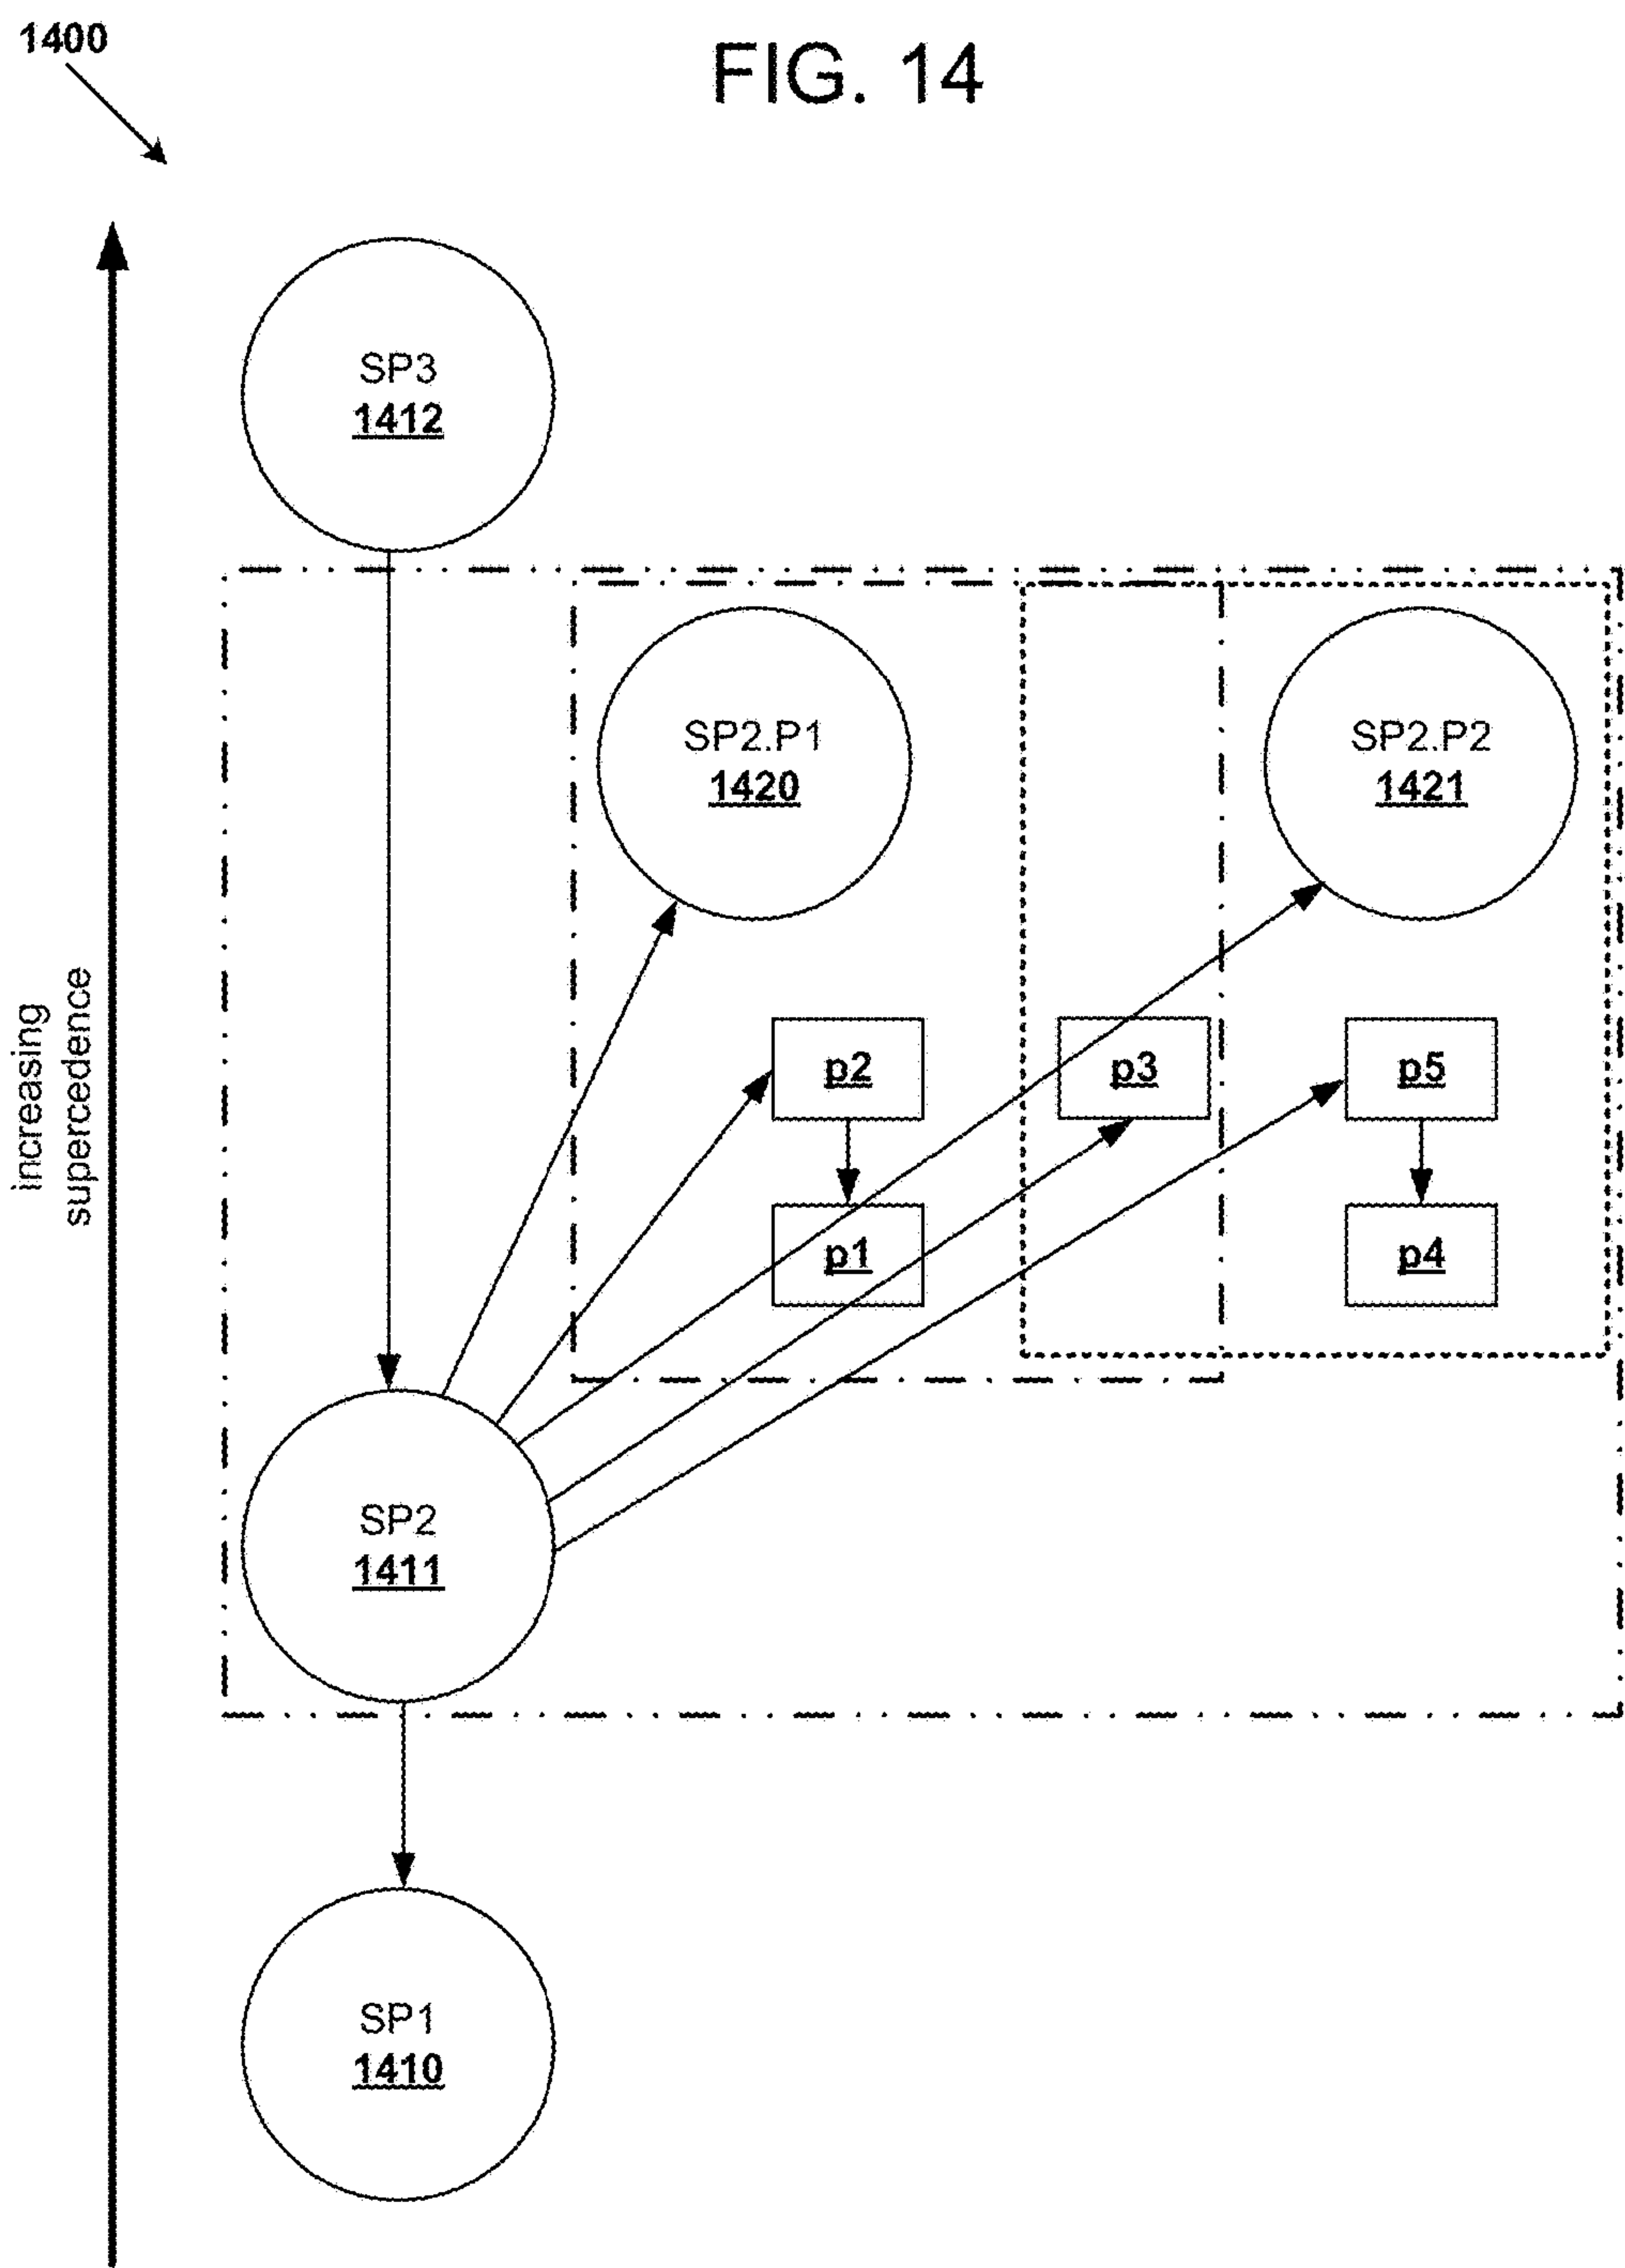 1400
FIG. 14
SP3
1412
SP2.P1
1420
SP2.P2
1421
increasing
supercedence
p2
p3
p5
p1
p4
SP2
1411
SP1
1410